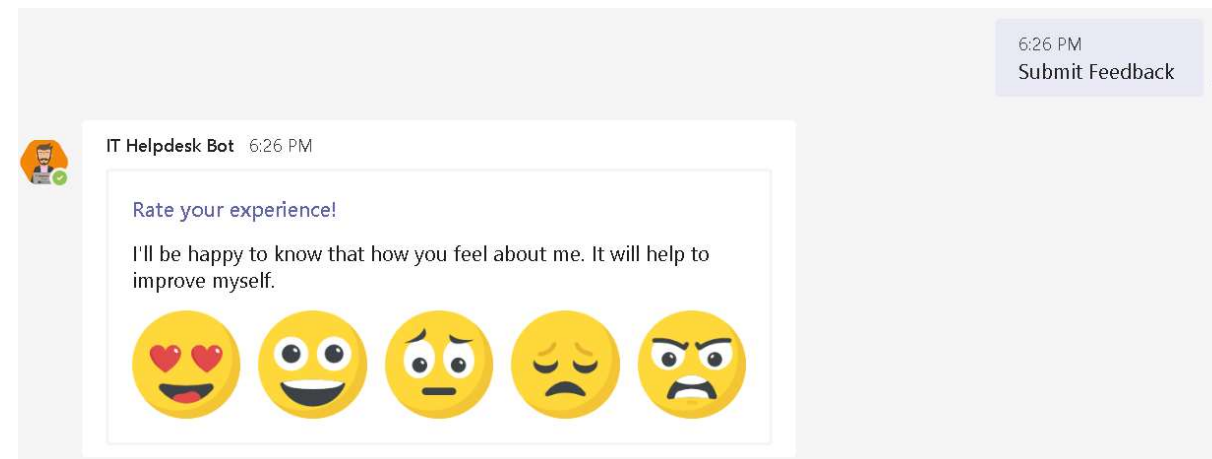 6:26 PM
Submit Feedback
IT Helpdesk Bot 6:26 PM
Rate your experience!
I'll be happy to know that how you feel about me. It will help to
improve myself.